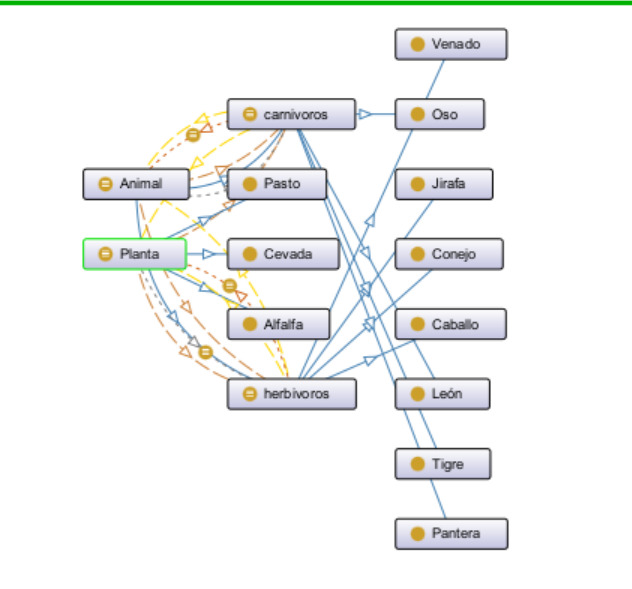 Venado
carnivoros
Oso
Animal
Pasto
Jirafa
Planta
Cevada
Conejo
Alfalfa
Caballo
herbivoros
León
Tigre
Pantera